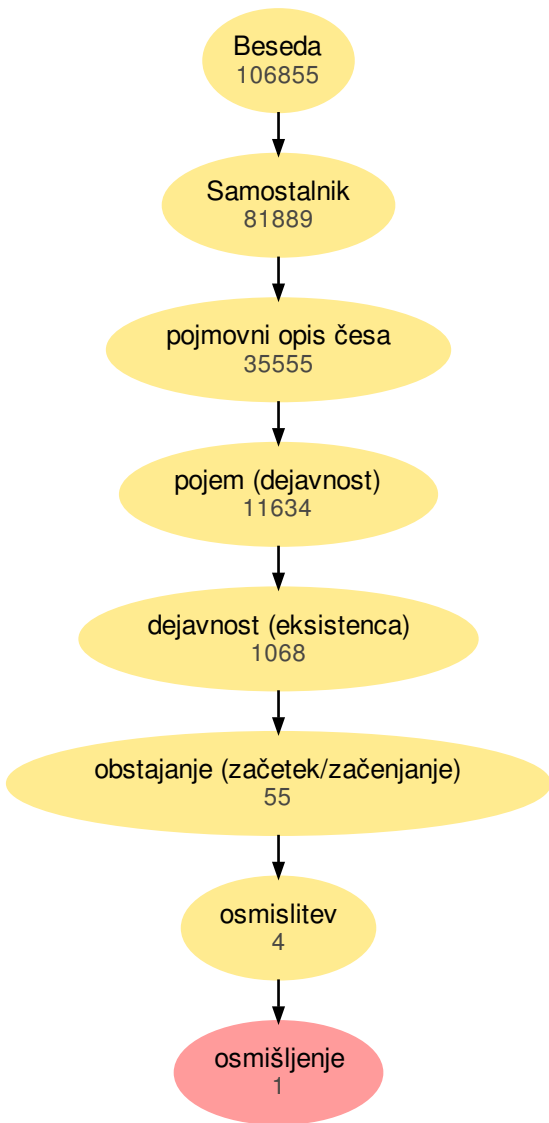 Beseda
106855
Samostalnik
81889
pojmovni opis česa
35555
pojem (dejavnost)
11634
dejavnost (eksistenca)
1068
obstajanje (začetek/začenjanje)
55
osmislitev
4
osmišljenje
1